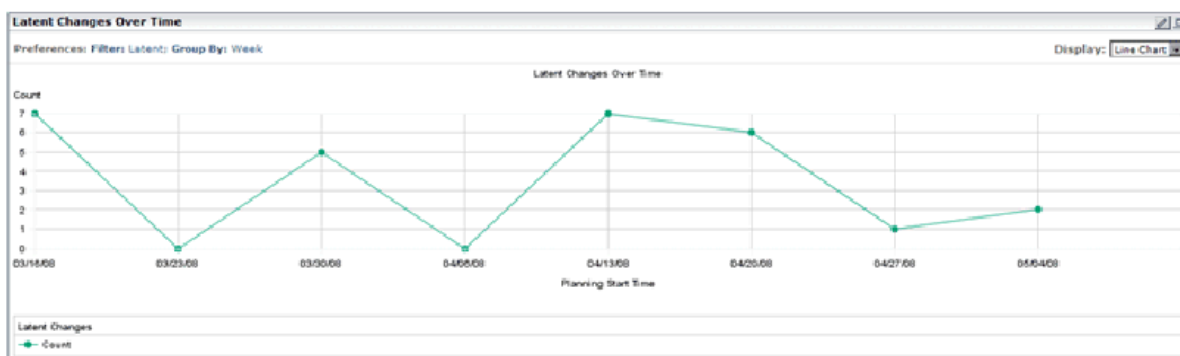 Latent Changes Over Time
Preferences: Filter: Latent; Group By: Week
Display: Line Chart
Latent Changes Over Time
Count
7
6
5
4
3
2
1
0
03/16/08 03/23/08 03/30/08 04/06/08 04/13/08 04/20/08 04/27/08 05/04/08
Planning Start Time
Latent Changes
Count